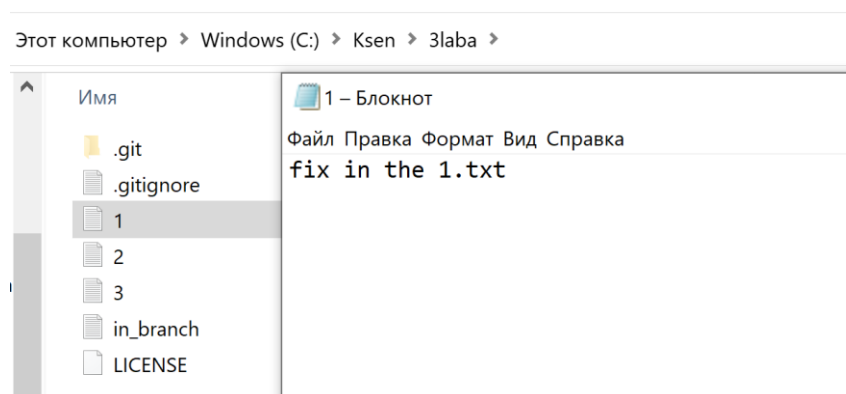 Этот компьютер > Windows (C:) > Ksen > 3laba >
Имя
.git
.gitignore
1
2
3
in_branch
LICENSE
1 – Блокнот
Файл Правка Формат Вид Справка
fix in the 1.txt